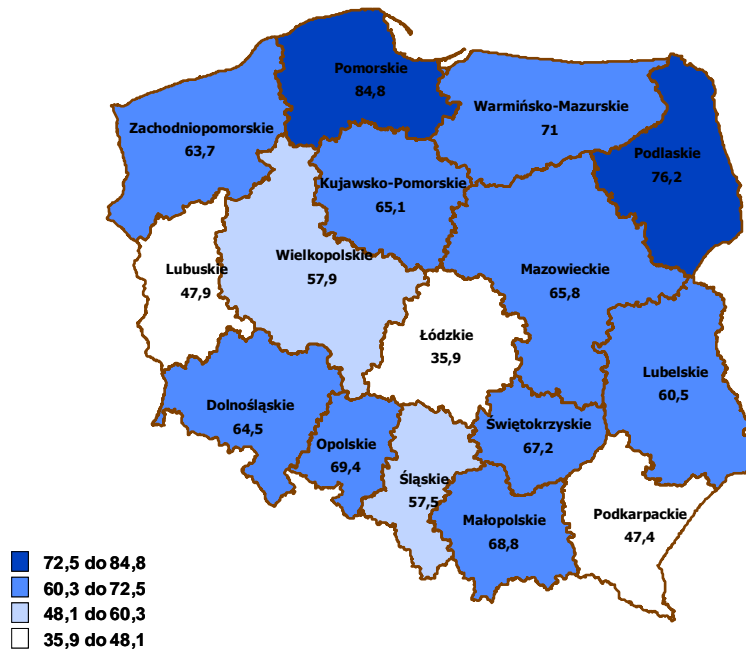 Pomorskie
84,8
Warmińsko-Mazurskie
71
Zachodniopomorskie
63,7
Podlaskie
76,2
Kujawsko-Pomorskie
65,1
Lubuskie
47,9
Wielkopolskie
57,9
Mazowieckie
65,8
Łódzkie
35,9
Lubelskie
60,5
Dolnośląskie
64,5
Opolskie
69,4
Świętokrzyskie
67,2
Śląskie
57,5
Małopolskie
68,8
Podkarpackie
47,4
72,5 do 84,8
60,3 do 72,5
48,1 do 60,3
35,9 do 48,1